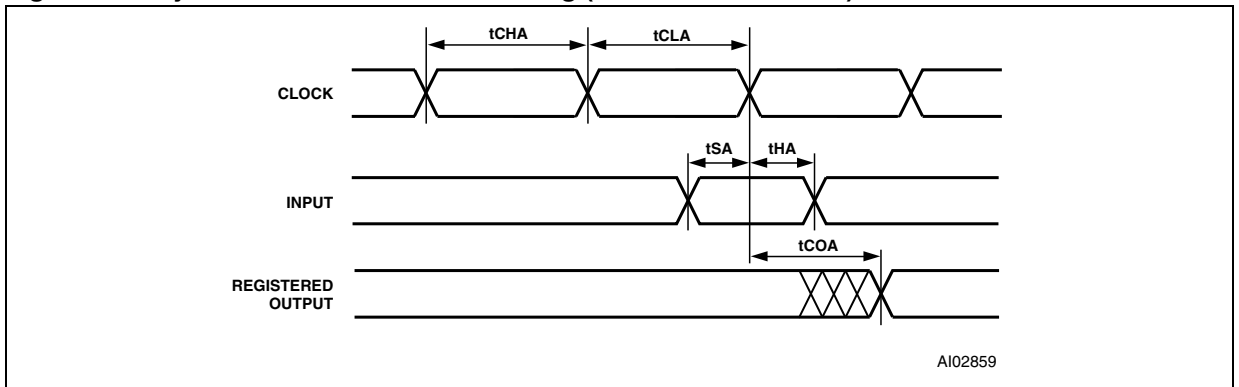 tCHA tCLA
CLOCK
tSA tHA
INPUT
tCOA
REGISTERED
OUTPUT
AI02859